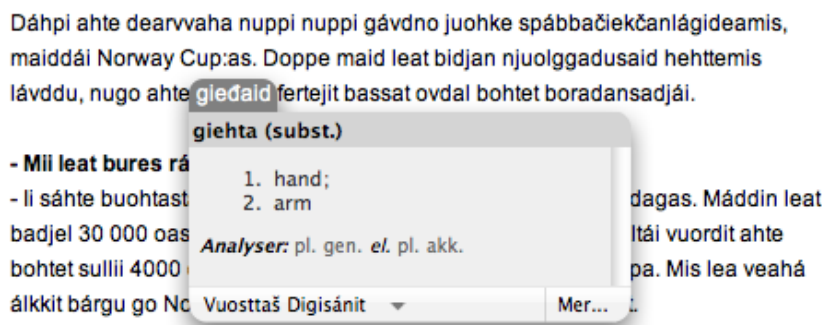 Dáhpi ahte dearvvaha nuppi nuppi gávdno juohke spábbačiekčanlágideamis,
maiddái Norway Cup:as. Doppe maid leat bidjan njuolggadusaid hehttemis
lávddu, nugo ahte gieđaid fertejit bassat ovdal bohtet boradansadjái.
giehta (subst.)
- Mii leat bures rá
1. hand;
- Ii sáhte buohtast
2. arm
dagas. Máddin leat
badjel 30 000 oas
Analyser: pl. gen. el. pl. akk.
ltái vuordit ahte
bohtet sullii 4000
pa. Mis lea veahá
álkkit bárgu go No
Vuosttaš Digisánit
Mer...